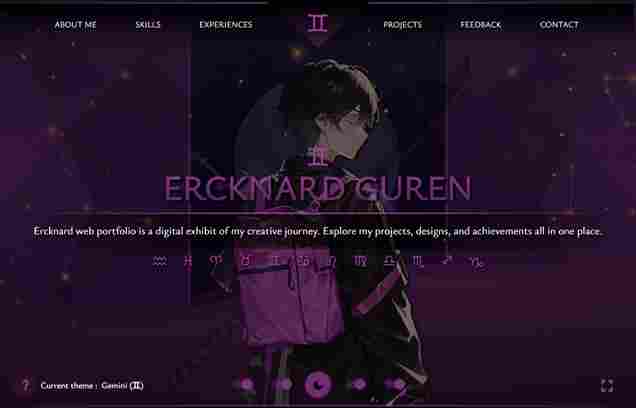 ABOUT ME SKILLS EXPERIENCES ♊ PROJECTS FEEDBACK CONTACT
♊
ERCKNARD GUREN
Ercknard web portfolio is a digital exhibit of my creative journey. Explore my projects, designs, and achievements all in one place.
♒ ♓ ♈ ♉ ♊ ♋ ♌ ♍ ♎ ♏ ♐ ♑
? Current theme : Gemini (♊)